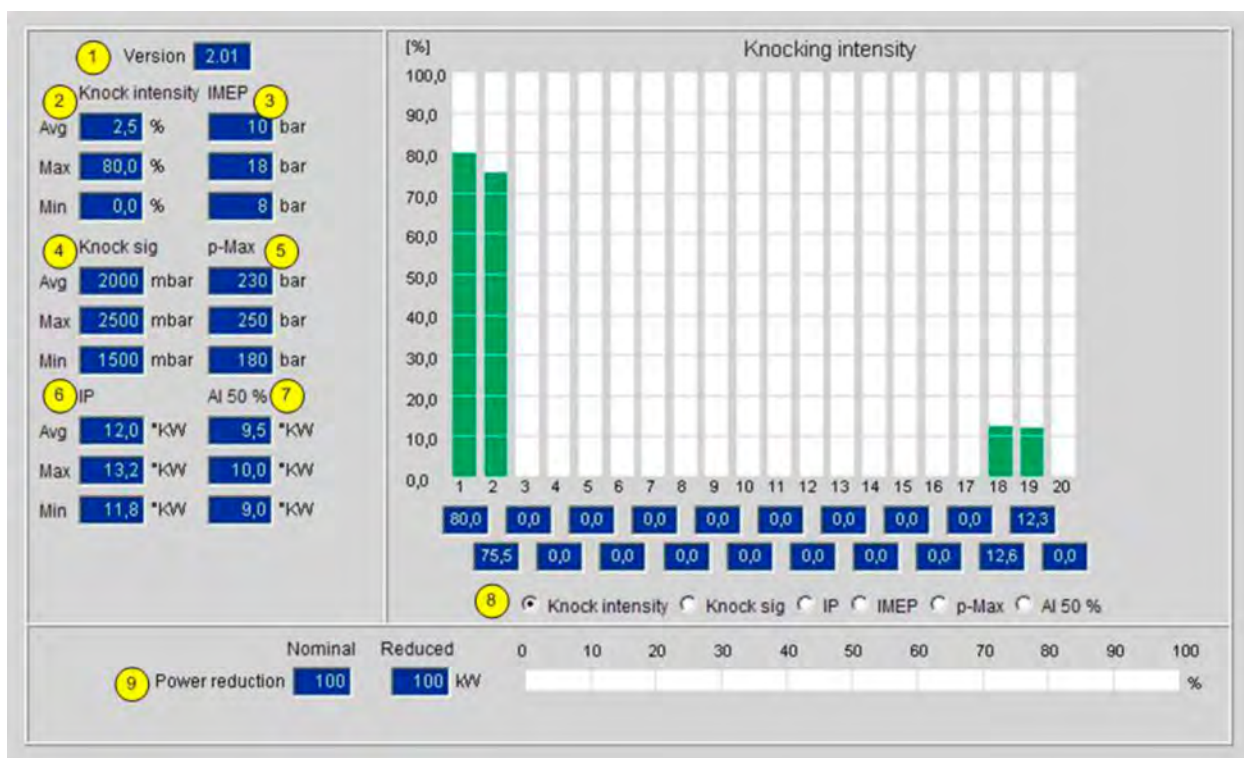 1 Version 2.01
2 Knock intensity IMEP 3
Avg 2,5 % 10 bar
Max 80,0 % 18 bar
Min 0,0 % 8 bar
4 Knock sig p-Max 5
Avg 2000 mbar 230 bar
Max 2500 mbar 250 bar
Min 1500 mbar 180 bar
6 IP AI 50 % 7
Avg 12,0 °KW 9,5 °KW
Max 13,2 °KW 10,0 °KW
Min 11,8 °KW 9,0 °KW
[%] Knocking intensity
100,0
90,0
80,0
70,0
60,0
50,0
40,0
30,0
20,0
10,0
0,0
1 2 3 4 5 6 7 8 9 10 11 12 13 14 15 16 17 18 19 20
80,0 0,0 0,0 0,0 0,0 0,0 0,0 0,0 0,0 12,3
75,5 0,0 0,0 0,0 0,0 0,0 0,0 0,0 12,6 0,0
8 Knock intensity Knock sig IP IMEP p-Max AI 50 %
Nominal Reduced 0 10 20 30 40 50 60 70 80 90 100
9 Power reduction 100 100 kW %